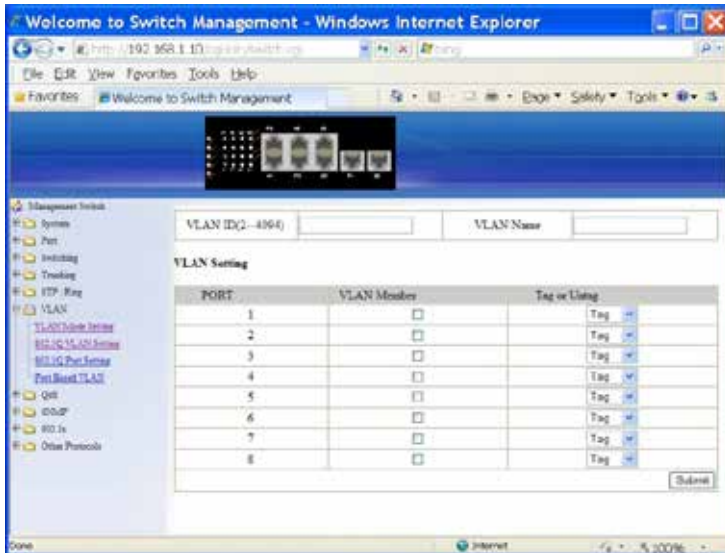 Welcome to Switch Management - Windows Internet Explorer
http://192.168.1.10
bing
File Edit View Favorites Tools Help
Favorites Welcome to Switch Management Page Safety Tools
Management Switch
System
Port
Switching
Trunking
STP / Ring
VLAN
VLAN Mode Setting
802.1Q VLAN Setting
802.1Q Port Setting
Port Based VLAN
QoS
802.1x
Other Protocols
VLAN ID(2--4094) VLAN Name
VLAN Setting
PORT VLAN Member Tag or Untag
1 Tag
2 Tag
3 Tag
4 Tag
5 Tag
6 Tag
7 Tag
8 Tag
Submit
Done Internet 100%